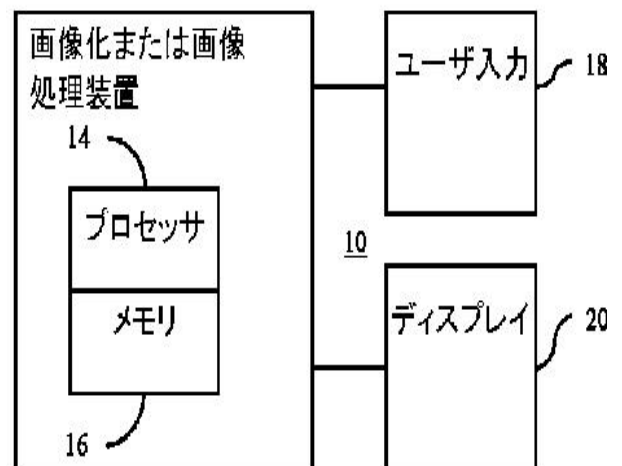 画像化または画像
処理装置
14
プロセッサ
メモリ
16
10
ユーザ入力
18
ディスプレイ
20